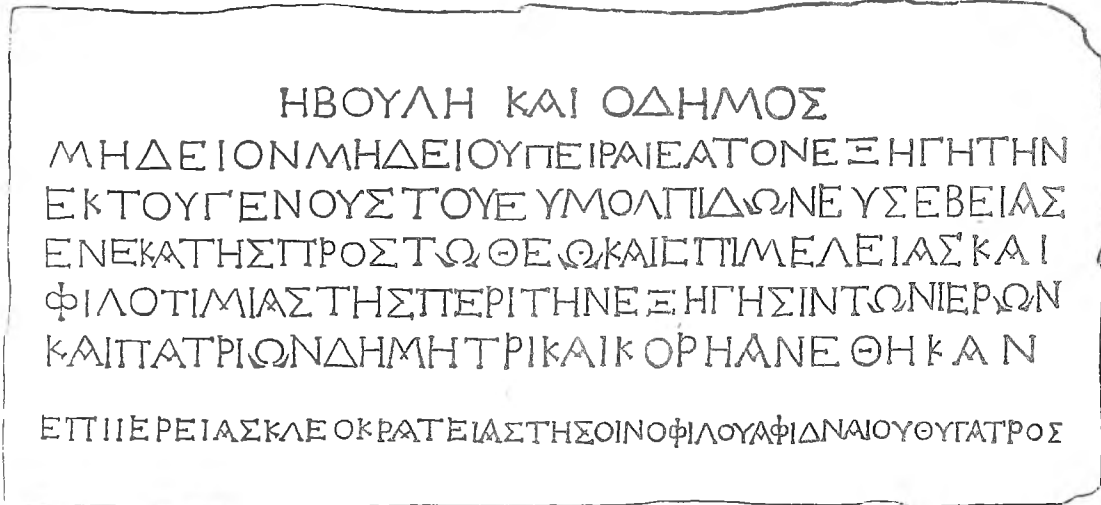 ΗΒΟΥΛΗ ΚΑΙ ΟΔΗΜΟΣ
ΜΗΔΕΙΟΝΜΗΔΕΙΟΥΠΕΙΡΑΙΕΑΤΟΝΕΞΗΓΗΤΗΝ
ΕΚΤΟΥΓΕΝΟΥΣΤΟΥΕΥΜΟΛΠΙΔΩΝΕΥΣΕΒΕΙΑΣ
ΕΝΕΚΑΤΗΣΠΡΟΣΤΩΘΕΩΚΑΙΕΠΙΜΕΛΕΙΑΣΚΑΙ
ΦΙΛΟΤΙΜΙΑΣΤΗΣΠΕΡΙΤΗΝΕΞΗΓΗΣΙΝΤΩΝΙΕΡΩΝ
ΚΑΙΠΑΤΡΙΩΝΔΗΜΗΤΡΙΚΑΙΚΟΡΗΑΝΕΘΗΚΑΝ
ΕΠΙΙΕΡΕΙΑΣΚΛΕΟΚΡΑΤΕΙΑΣΤΗΣΟΙΝΟΦΙΛΟΥΑΦΙΔΝΑΙΟΥΘΥΓΑΤΡΟΣ